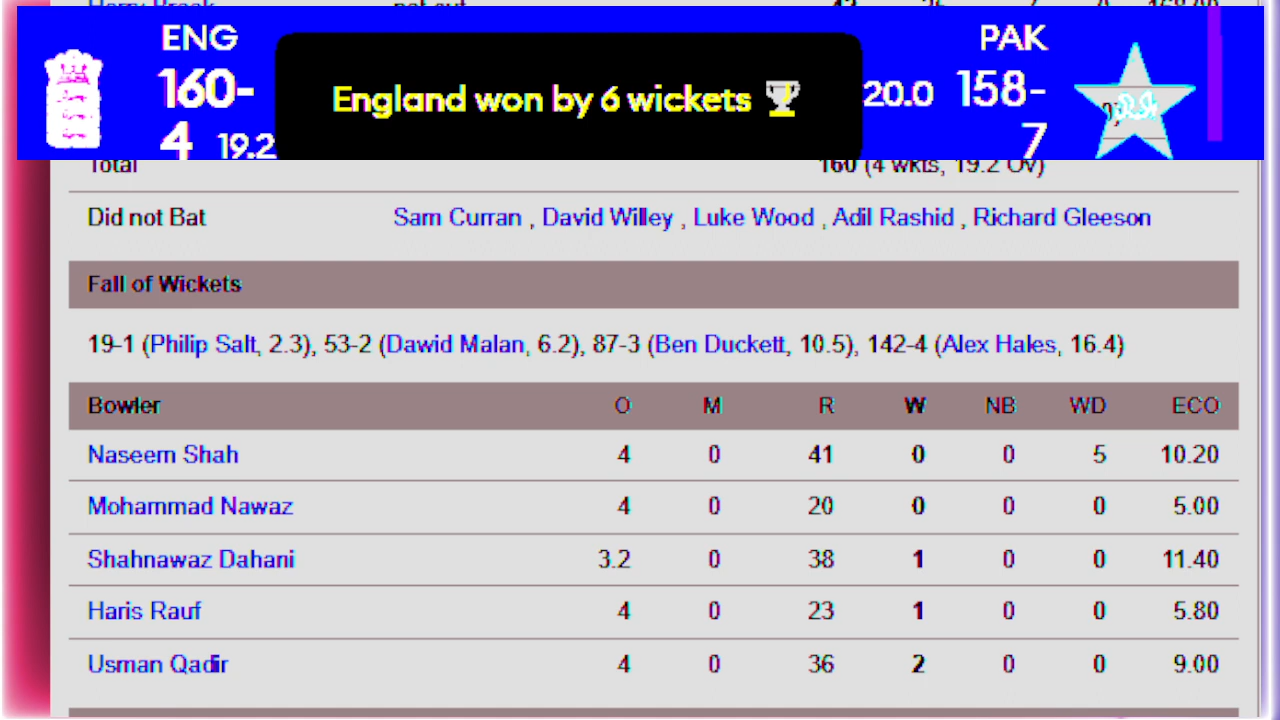 ENG
160-
4 19.2
England won by 6 wickets
PAK
20.0 158-
7
Total 160 (4 wkts, 19.2 Ov)
Did not Bat Sam Curran , David Willey , Luke Wood , Adil Rashid , Richard Gleeson
Fall of Wickets
19-1 (Philip Salt, 2.3), 53-2 (Dawid Malan, 6.2), 87-3 (Ben Duckett, 10.5), 142-4 (Alex Hales, 16.4)
Bowler O M R W NB WD ECO
Naseem Shah 4 0 41 0 0 5 10.20
Mohammad Nawaz 4 0 20 0 0 0 5.00
Shahnawaz Dahani 3.2 0 38 1 0 0 11.40
Haris Rauf 4 0 23 1 0 0 5.80
Usman Qadir 4 0 36 2 0 0 9.00